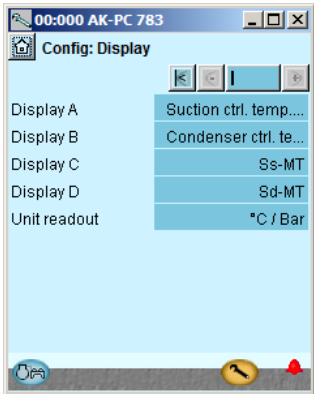 00:000 AK-PC 783
Config: Display
Display A Suction ctrl. temp....
Display B Condenser ctrl. te...
Display C Ss-MT
Display D Sd-MT
Unit readout °C / Bar